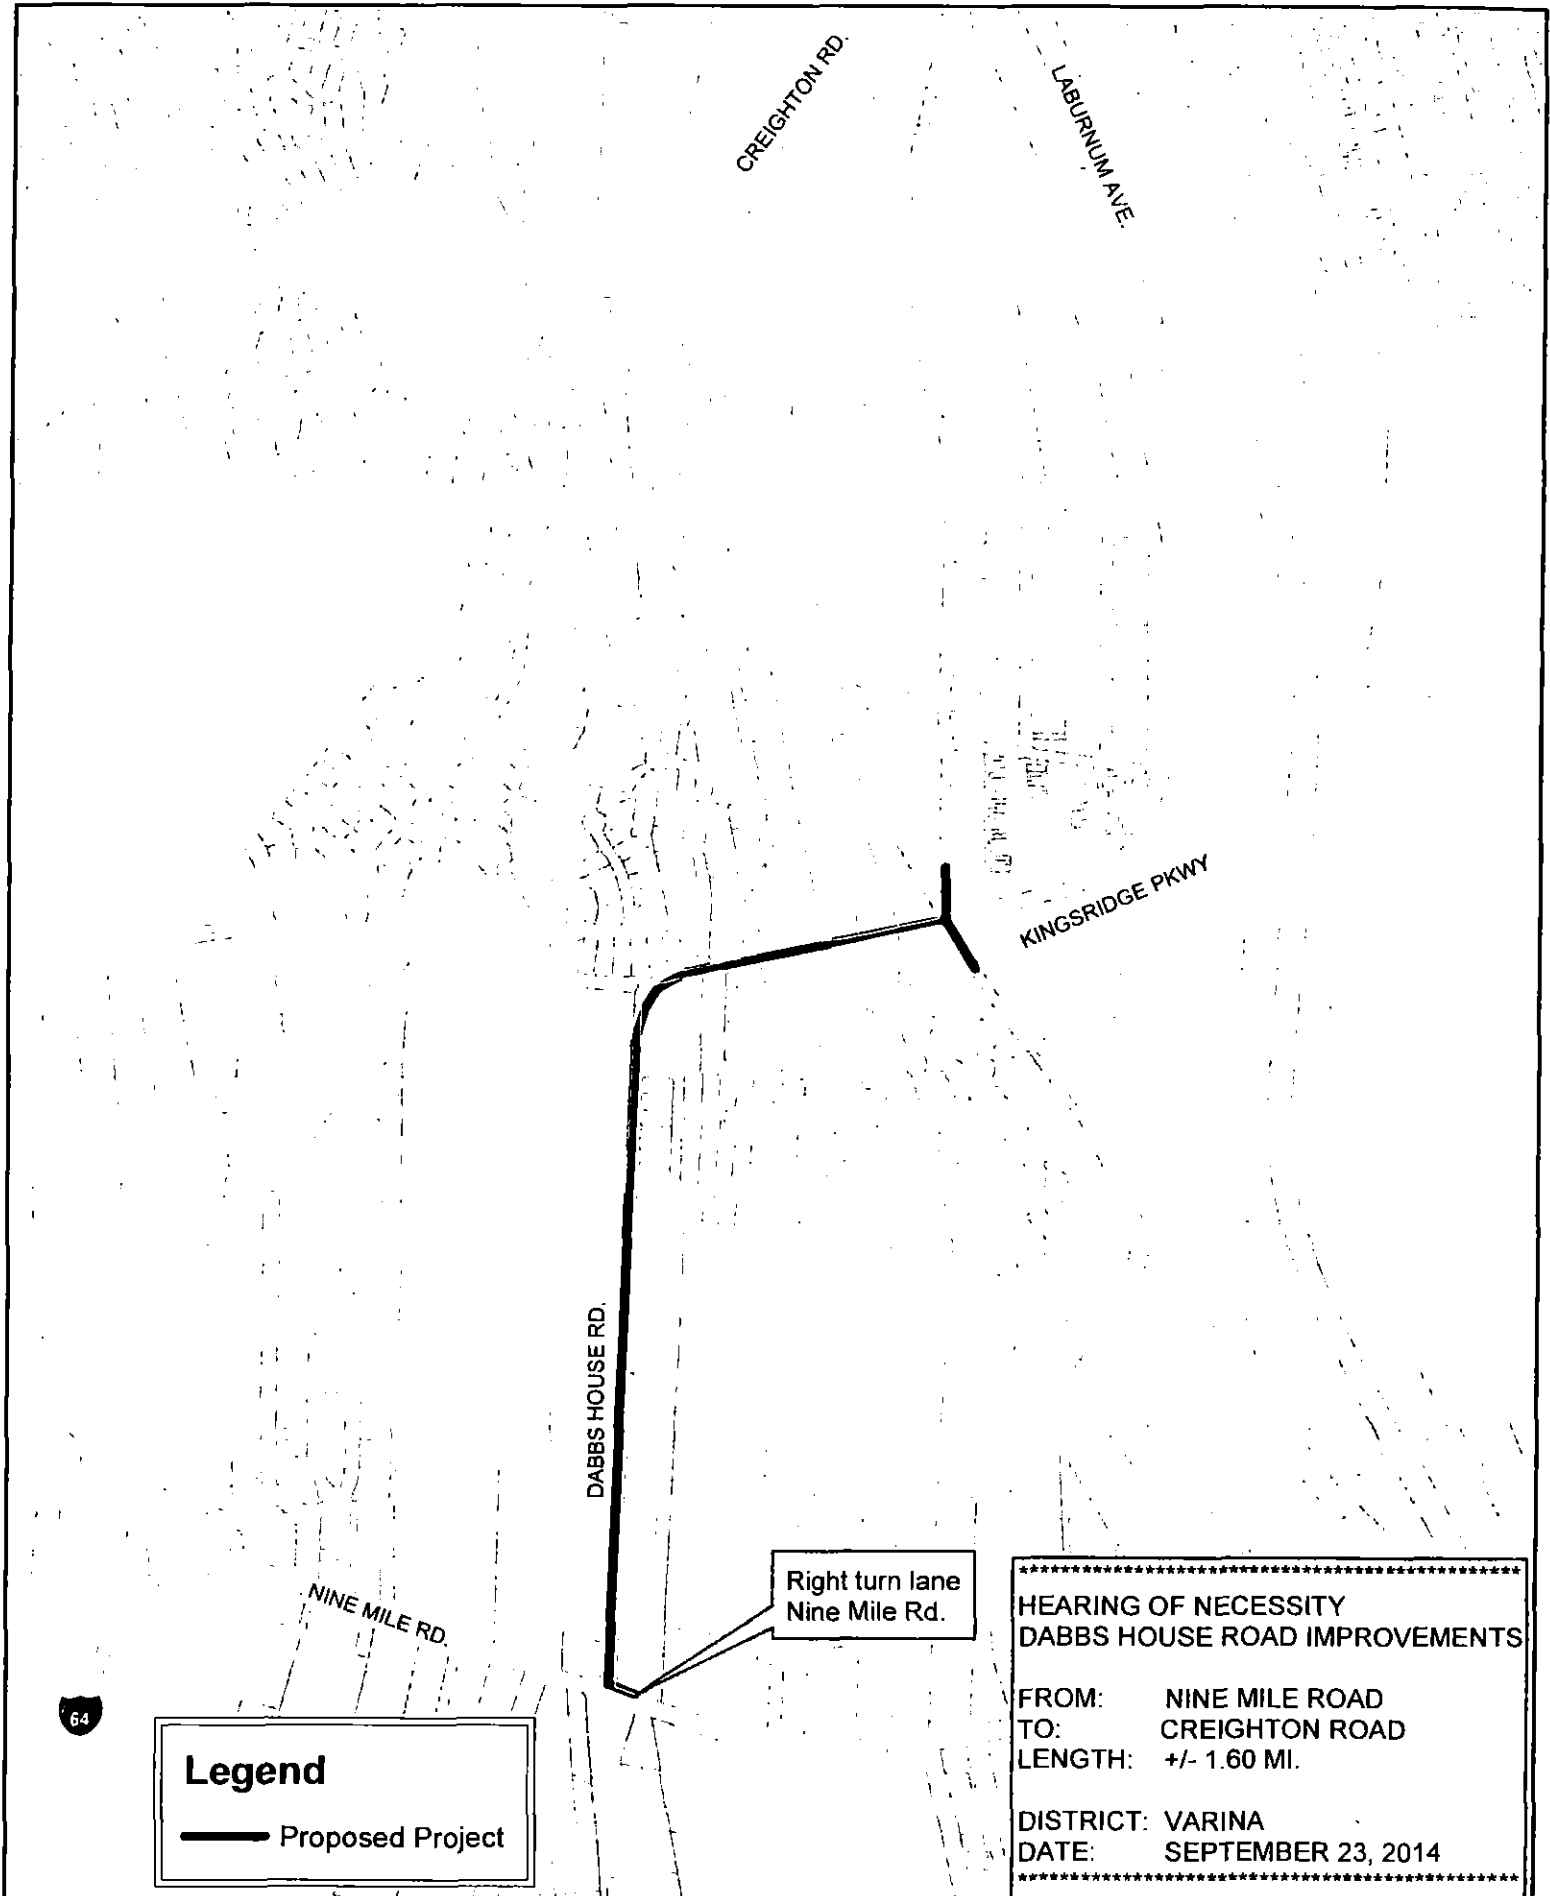 CREIGHTON RD.
LABURNUM AVE.
KINGSRIDGE PKWY
DABBS HOUSE RD.
NINE MILE RD.
Right turn lane
Nine Mile Rd.
64
Legend
Proposed Project
*************************************************
HEARING OF NECESSITY
DABBS HOUSE ROAD IMPROVEMENTS
FROM: NINE MILE ROAD
TO: CREIGHTON ROAD
LENGTH: +/- 1.60 MI.
DISTRICT: VARINA
DATE: SEPTEMBER 23, 2014
*************************************************